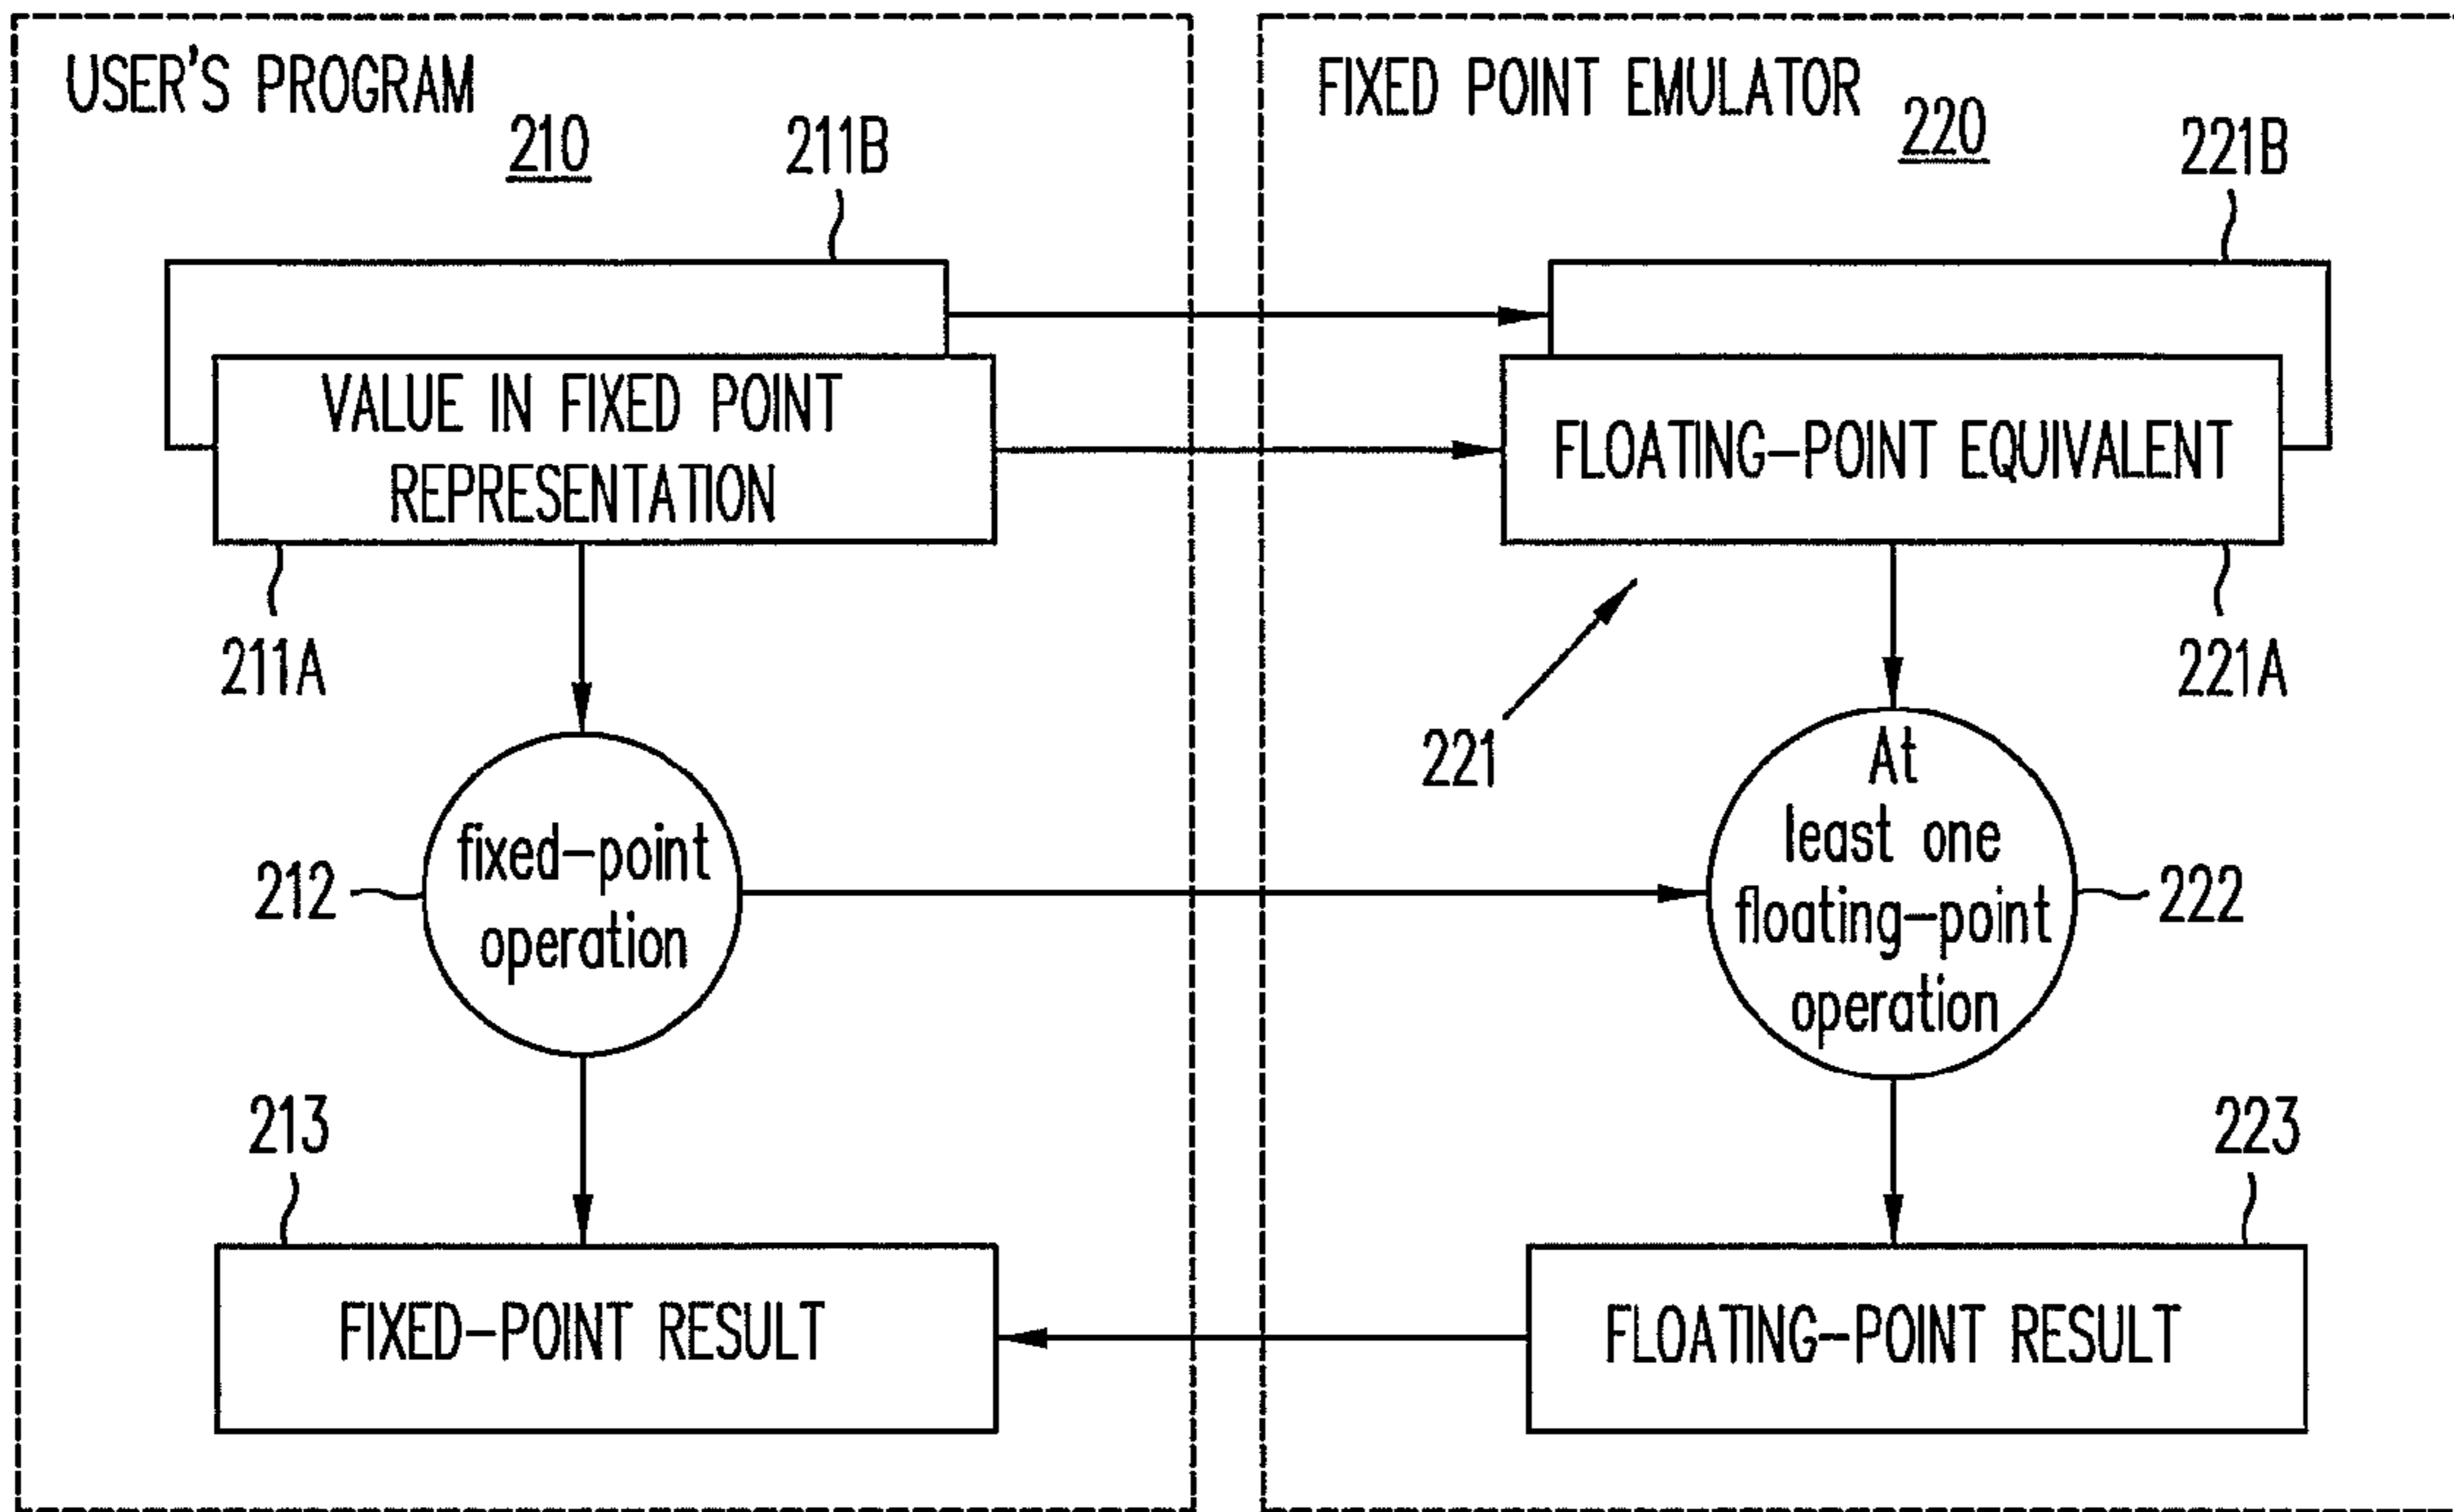 USER'S PROGRAM
210
211B
VALUE IN FIXED POINT
REPRESENTATION
211A
212
fixed-point
operation
213
FIXED-POINT RESULT
FIXED POINT EMULATOR
220
221B
FLOATING-POINT EQUIVALENT
221
221A
At
least one
floating-point
operation
222
223
FLOATING-POINT RESULT